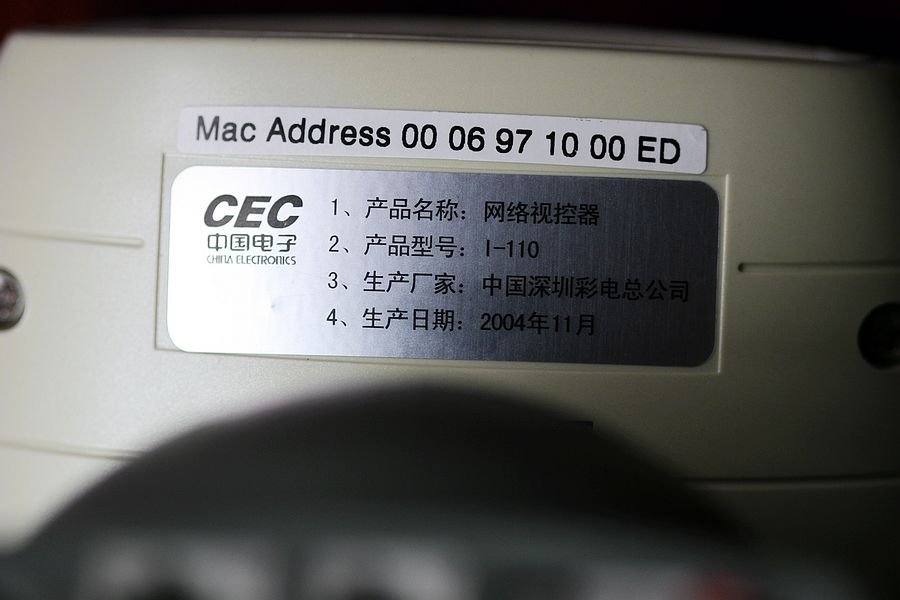 Mac Address 00 06 97 10 00 ED
CEC
中国电子
CHINA ELECTRONICS
1、产品名称：网络视控器
2、产品型号：I-110
3、生产厂家：中国深圳彩电总公司
4、生产日期：2004年11月